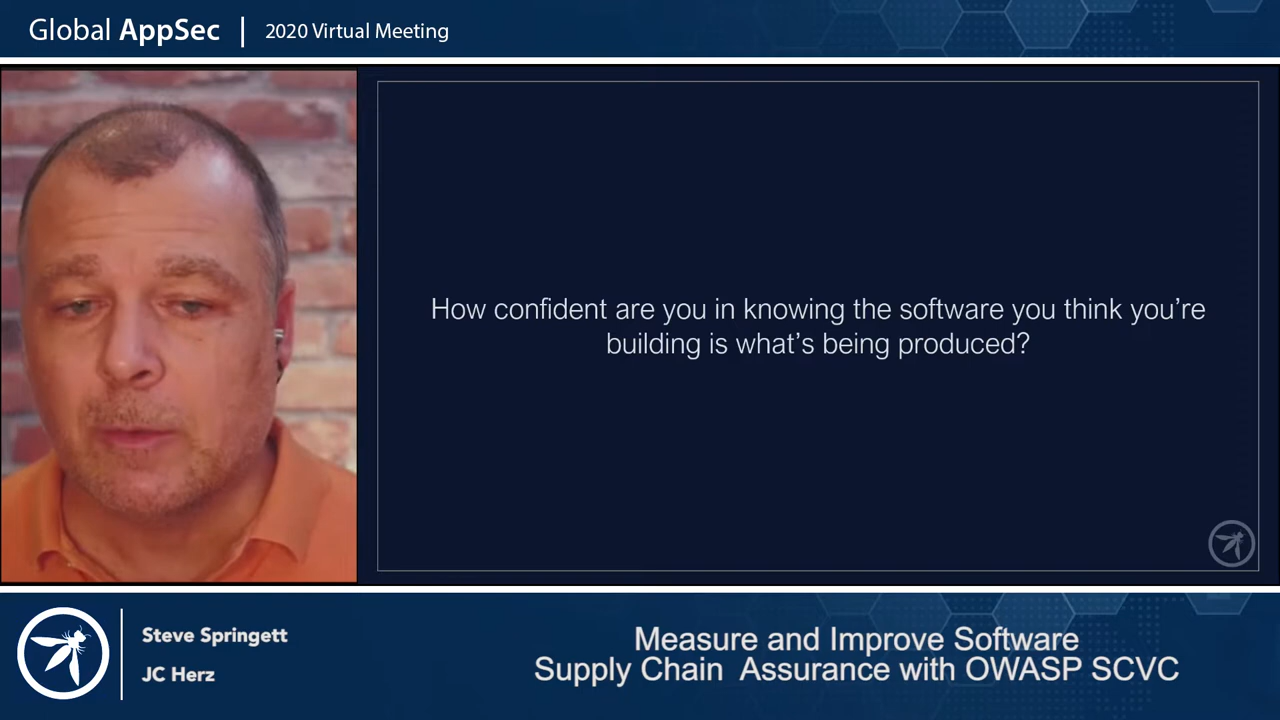 Global AppSec | 2020 Virtual Meeting
How confident are you in knowing the software you think you’re
building is what’s being produced?
Steve Springett
JC Herz
Measure and Improve Software
Supply Chain  Assurance with OWASP SCVC